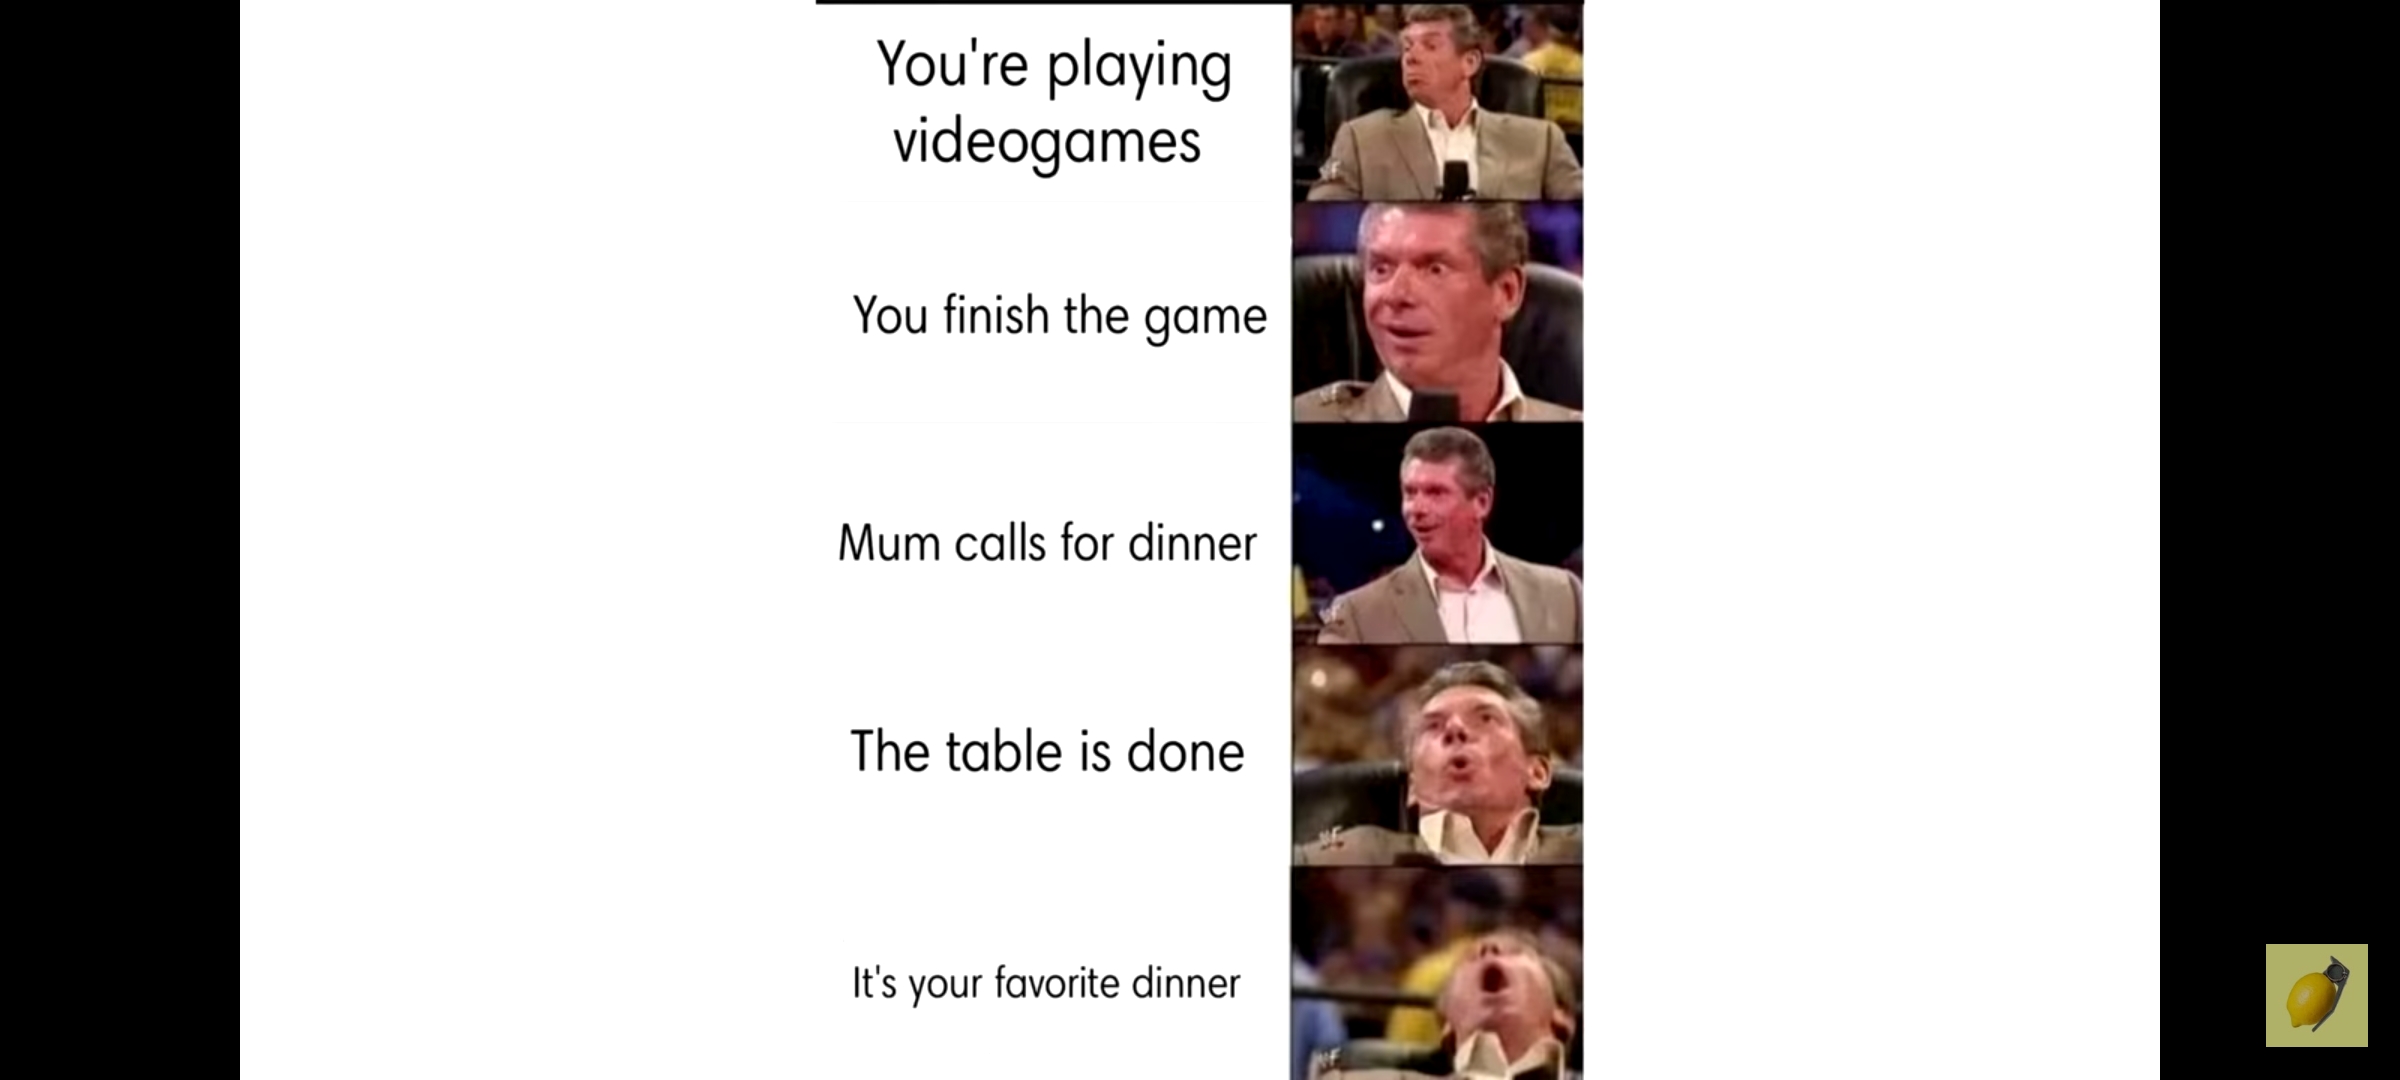 You're playing
videogames
You finish the game
Mum calls for dinner
The table is done
It's your favorite dinner